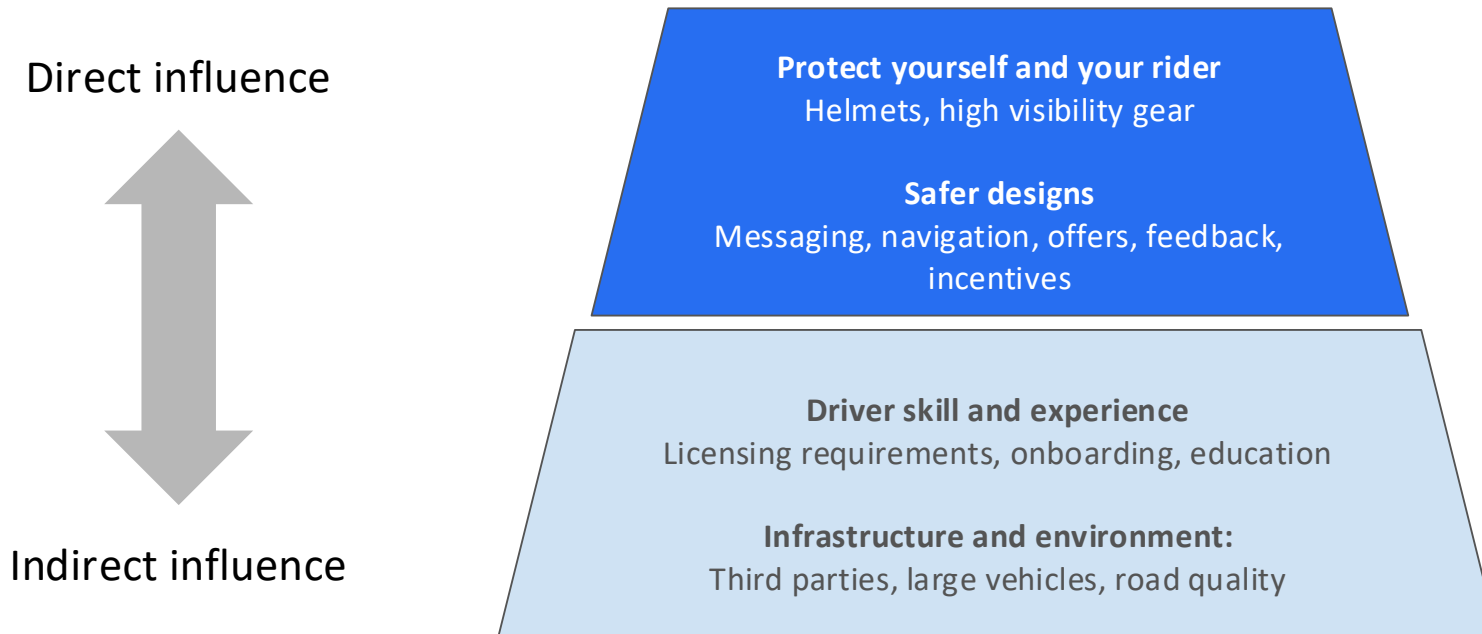 Direct influence
Protect yourself and your rider
Helmets, high visibility gear
Safer designs
Messaging, navigation, offers, feedback,
incentives
Driver skill and experience
Licensing requirements, onboarding, education
Infrastructure and environment:
Third parties, large vehicles, road quality
Indirect influence